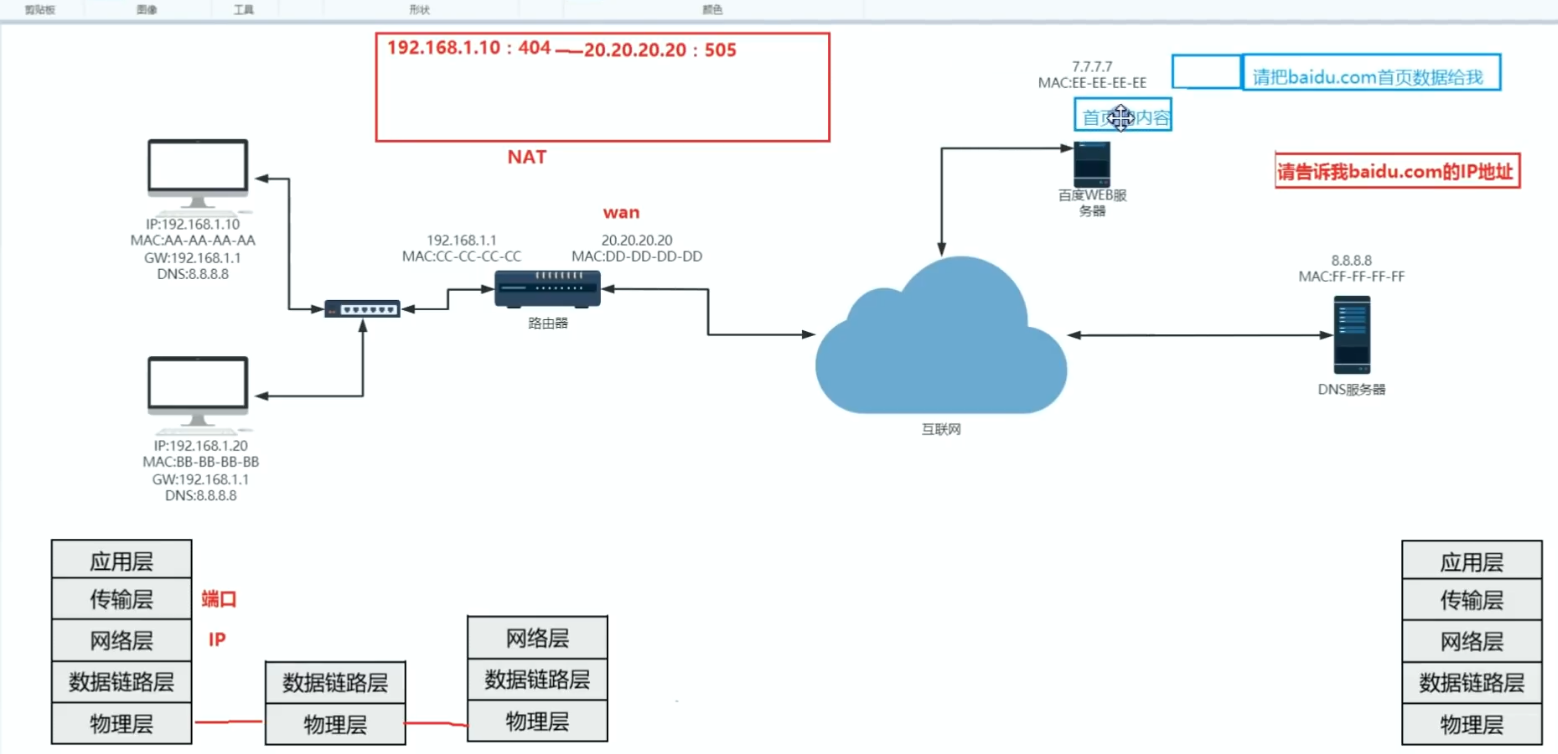 剪贴板
图像
工具
形状
颜色
192.168.1.10：404 —— 20.20.20.20：505
NAT
7.7.7.7
MAC:EE-EE-EE-EE
请把baidu.com首页数据给我
首页 内容
百度WEB服
务器
请告诉我baidu.com的IP地址
IP:192.168.1.10
MAC:AA-AA-AA-AA
GW:192.168.1.1
DNS:8.8.8.8
wan
192.168.1.1
MAC:CC-CC-CC-CC
20.20.20.20
MAC:DD-DD-DD-DD
路由器
8.8.8.8
MAC:FF-FF-FF-FF
DNS服务器
互联网
IP:192.168.1.20
MAC:BB-BB-BB-BB
GW:192.168.1.1
DNS:8.8.8.8
应用层
传输层
端口
网络层
IP
数据链路层
物理层
数据链路层
物理层
网络层
数据链路层
物理层
应用层
传输层
网络层
数据链路层
物理层